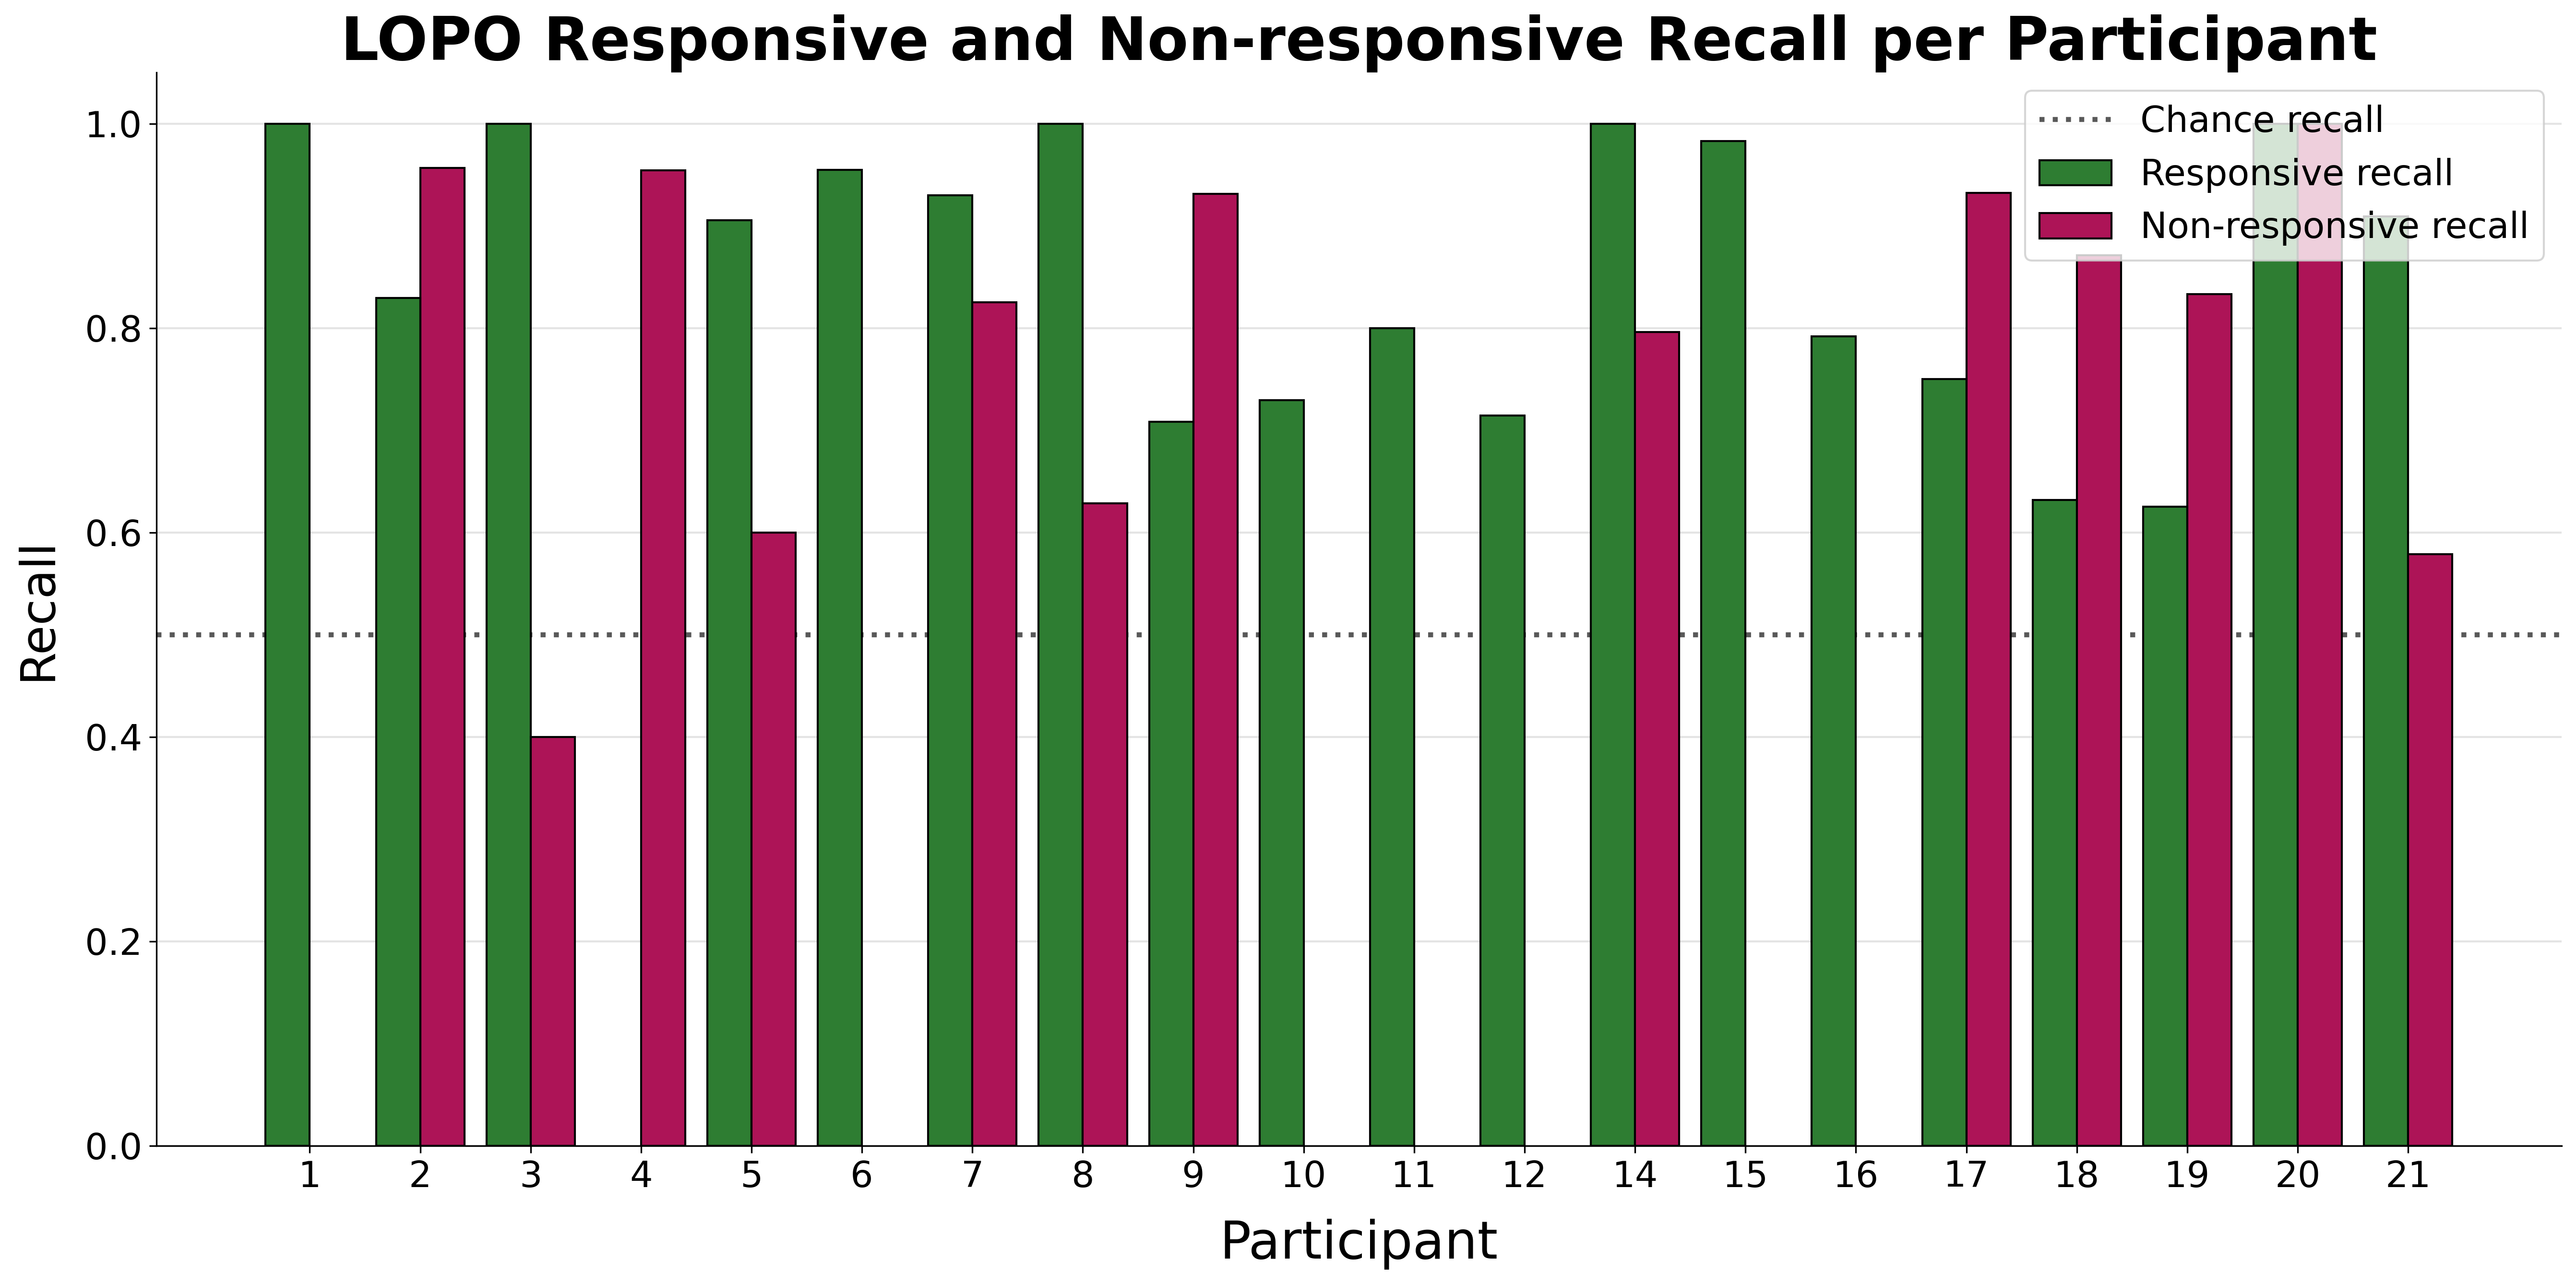 LOPO Responsive and Non-responsive Recall per Participant
Chance recall
Responsive recall
Non-responsive recall
Recall
1.0
0.8
0.6
0.4
0.2
0.0
1 2 3 4 5 6 7 8 9 10 11 12 14 15 16 17 18 19 20 21
Participant